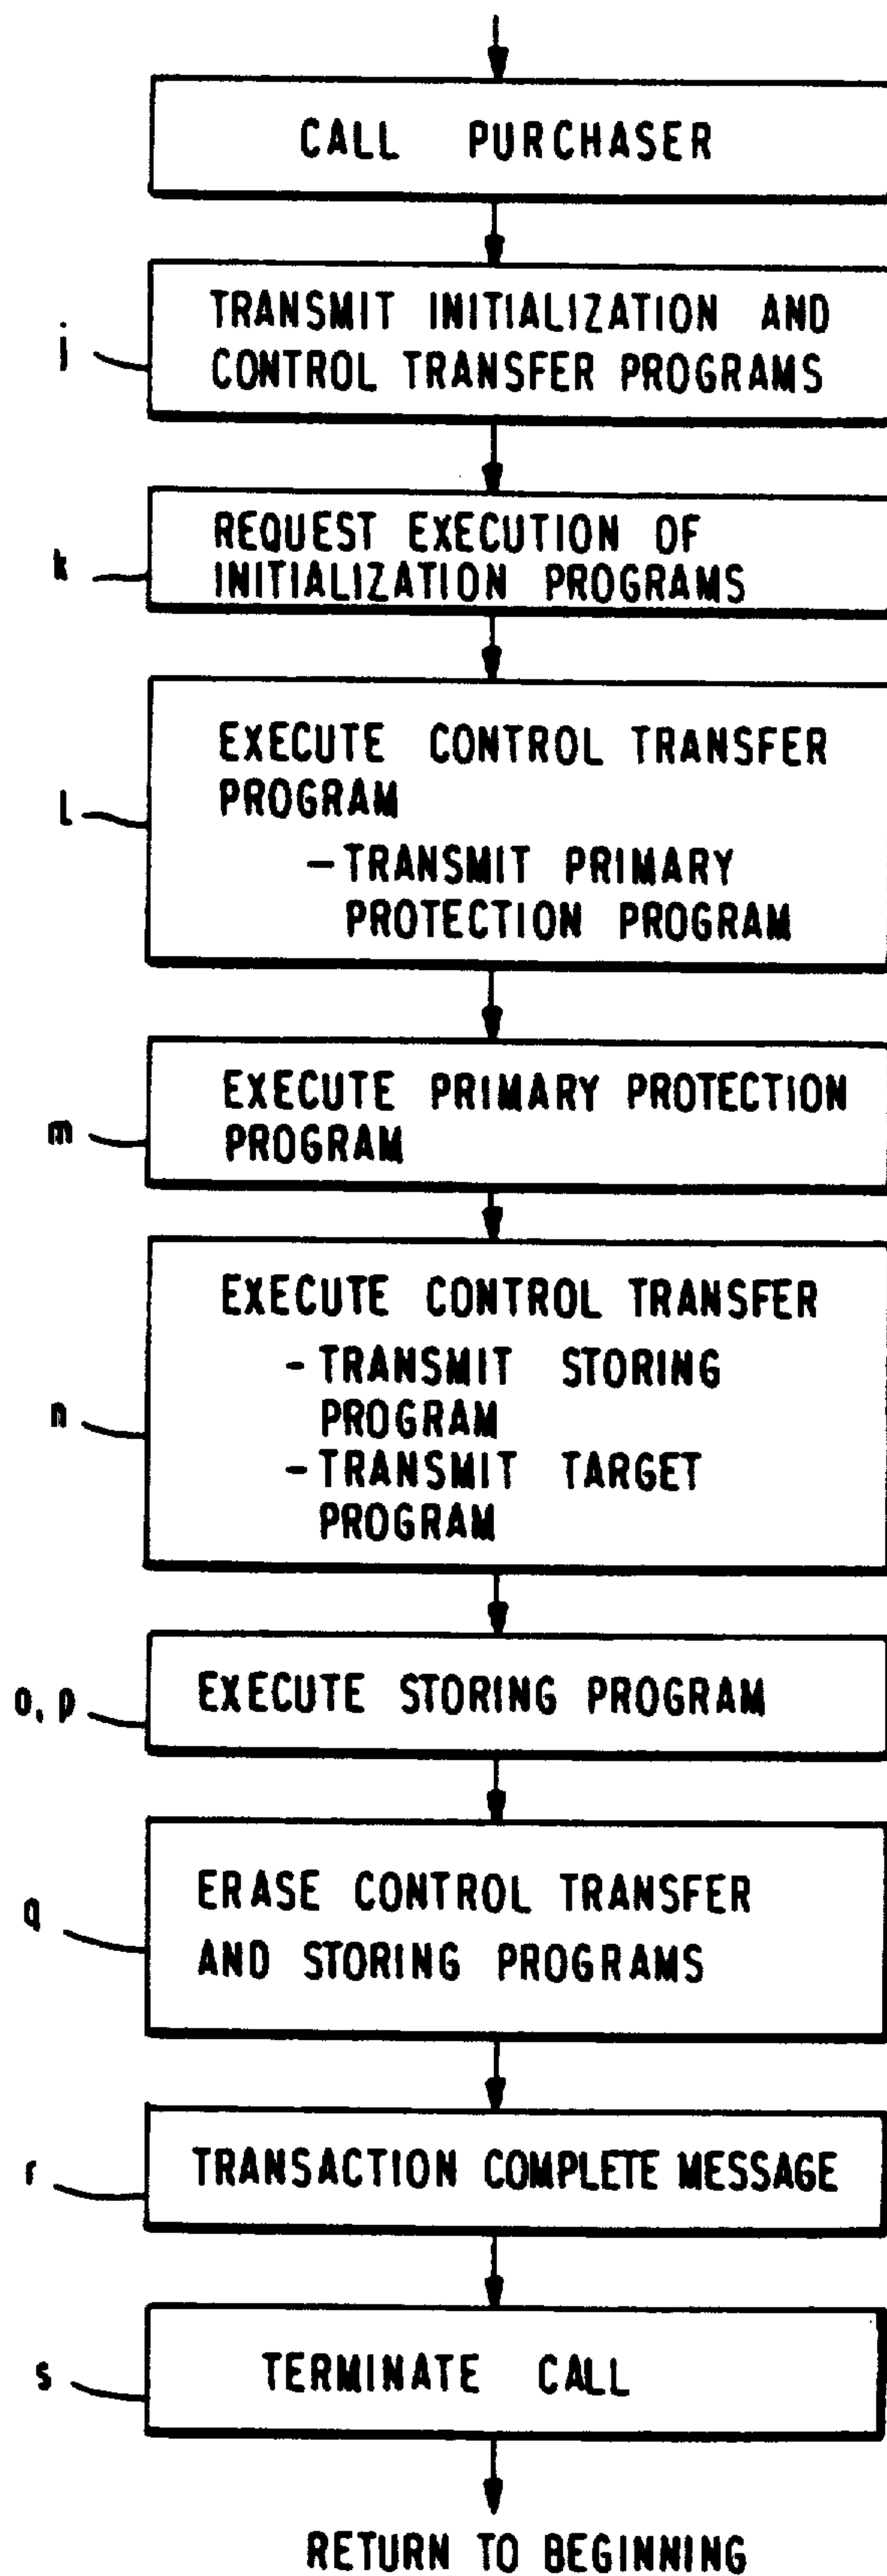 CALL PURCHASER
j
TRANSMIT INITIALIZATION AND
CONTROL TRANSFER PROGRAMS
k
REQUEST EXECUTION OF
INITIALIZATION PROGRAMS
l
EXECUTE CONTROL TRANSFER
PROGRAM
- TRANSMIT PRIMARY
PROTECTION PROGRAM
m
EXECUTE PRIMARY PROTECTION
PROGRAM
n
EXECUTE CONTROL TRANSFER
- TRANSMIT STORING
PROGRAM
- TRANSMIT TARGET
PROGRAM
o, p
EXECUTE STORING PROGRAM
q
ERASE CONTROL TRANSFER
AND STORING PROGRAMS
r
TRANSACTION COMPLETE MESSAGE
s
TERMINATE CALL
RETURN TO BEGINNING